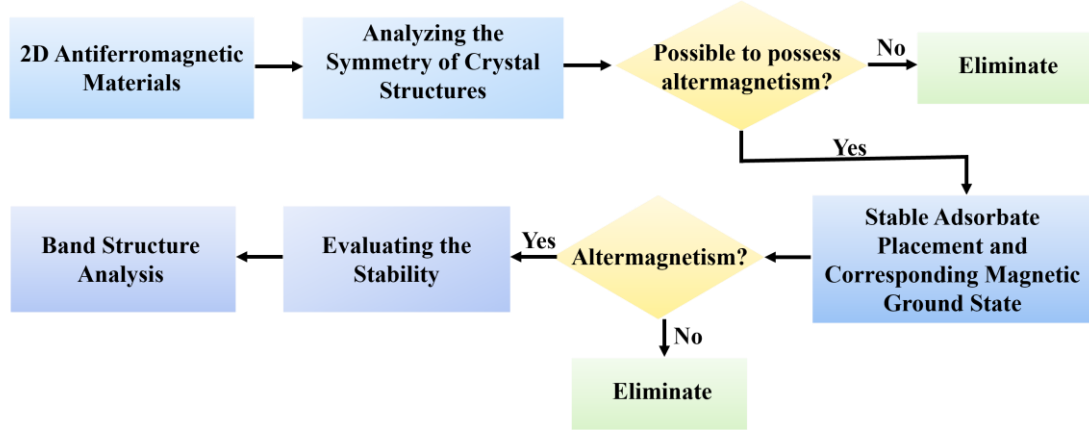 2D Antiferromagnetic
Materials
Analyzing the
Symmetry of Crystal
Structures
Possible to possess
altermagnetism?
No
Eliminate
Yes
Stable Adsorbate
Placement and
Corresponding Magnetic
Ground State
Altermagnetism?
Yes
Evaluating the
Stability
Band Structure
Analysis
No
Eliminate